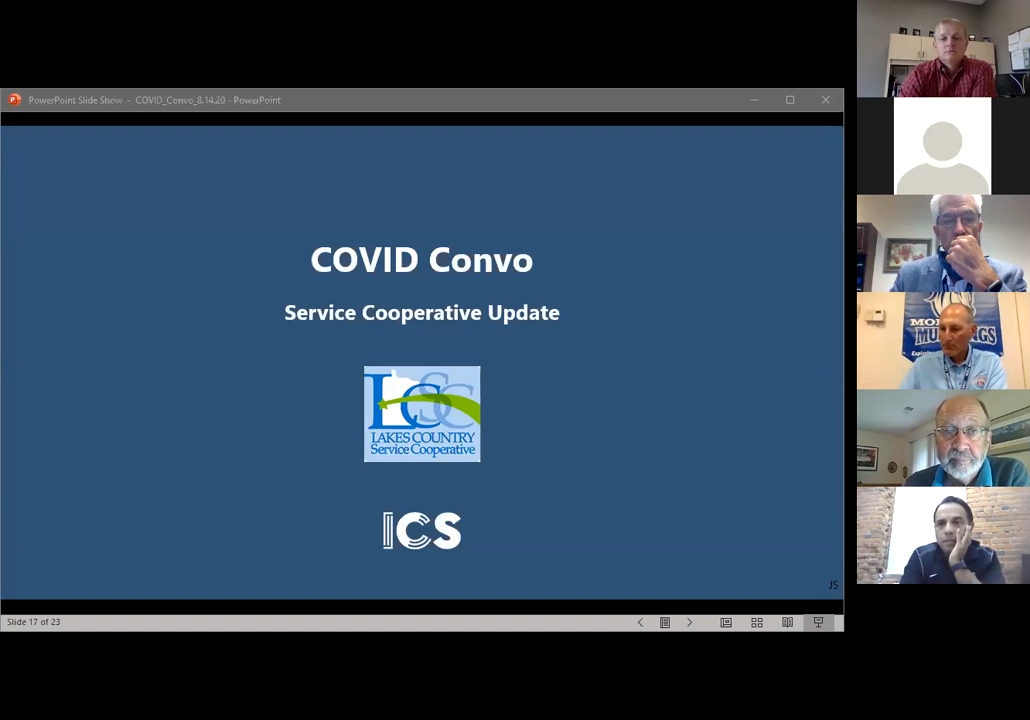 PowerPoint Slide Show - COVID_Convo_8.14.20 - PowerPoint
COVID Convo
Service Cooperative Update
LCSC
LAKES COUNTRY
Service Cooperative
ICS
JS
Slide 17 of 23